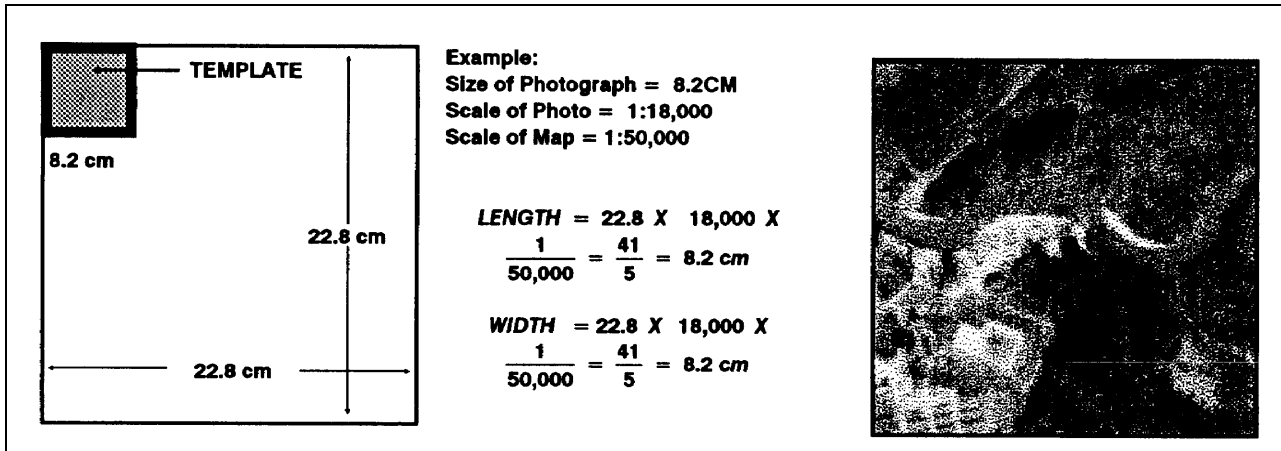 TEMPLATE
8.2 cm
22.8 cm
22.8 cm
Example:
Size of Photograph = 8.2CM
Scale of Photo = 1:18,000
Scale of Map = 1:50,000
LENGTH = 22.8 X 18,000 X
1/50,000 = 41/5 = 8.2 cm
WIDTH = 22.8 X 18,000 X
1/50,000 = 41/5 = 8.2 cm